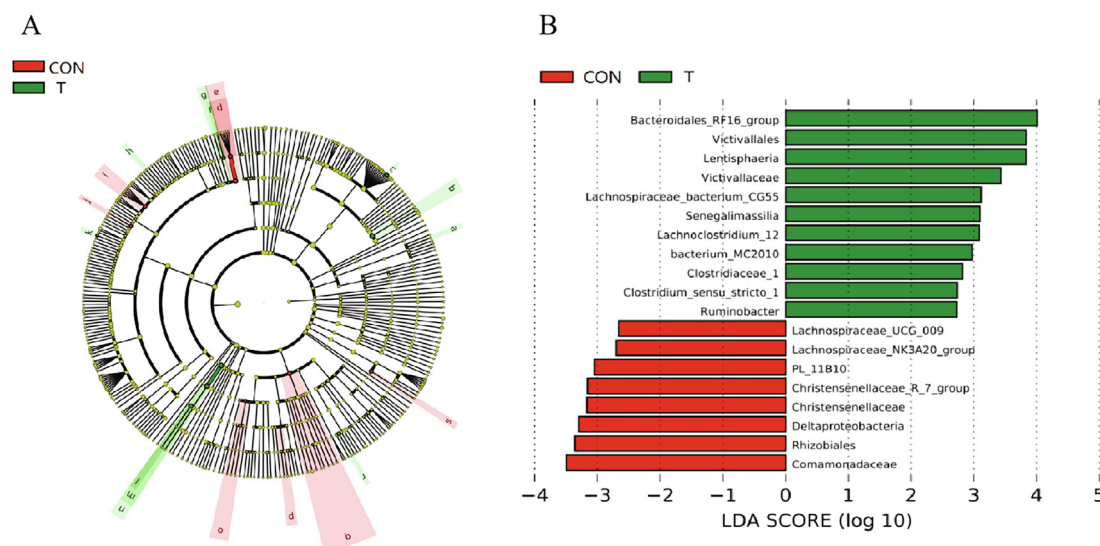 A
CON
T
g
e
d
h
b
a
s
r
n
m
o
p
q
B
CON
T
Bacteroidales_RF16_group
Victivallales
Lentisphaeria
Victivallaceae
Lachnospiraceae_bacterium_CG55
Senegalimassilia
Lachnoclostridium_12
bacterium_MC2010
Clostridiaceae_1
Clostridium_sensu_stricto_1
Ruminobacter
Lachnospiraceae_UCG_009
Lachnospiraceae_NK3A20_group
PL_11B10
Christensenellaceae_R_7_group
Christensenellaceae
Deltaproteobacteria
Rhizobiales
Comamonadaceae
−4 −3 −2 −1 0 1 2 3 4 5
LDA SCORE (log 10)